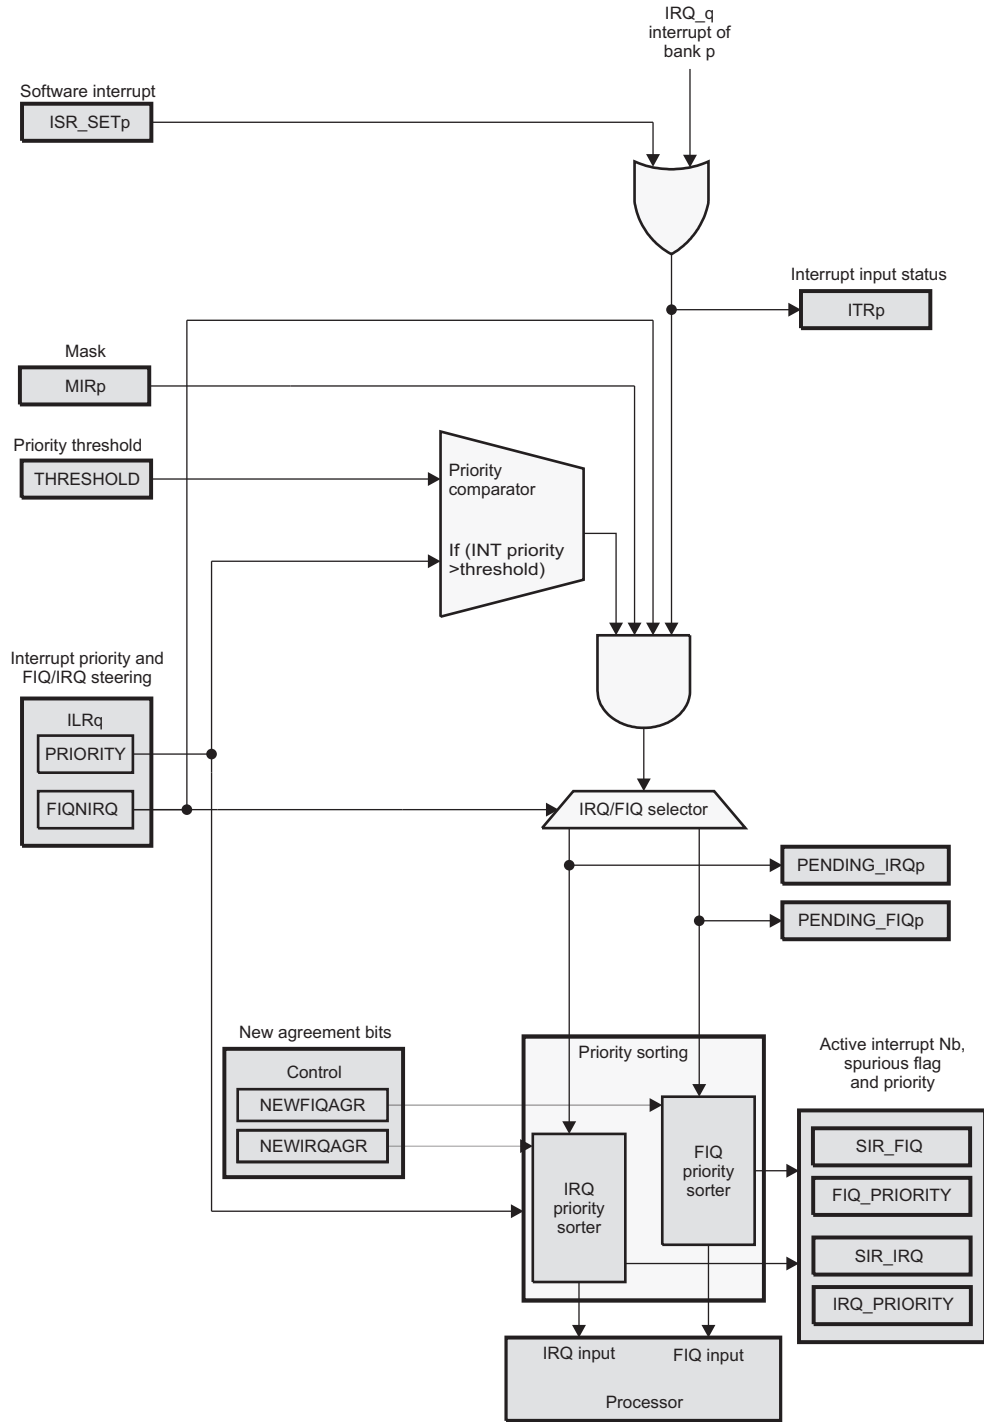 IRQ_q
interrupt of
bank p
Software interrupt
ISR_SETp
Interrupt input status
ITRp
Mask
MIRp
Priority threshold
THRESHOLD
Priority
comparator
If (INT priority
>threshold)
Interrupt priority and
FIQ/IRQ steering
ILRq
PRIORITY
FIQNIRQ
IRQ/FIQ selector
PENDING_IRQp
PENDING_FIQp
New agreement bits
Control
NEWFIQAGR
NEWIRQAGR
Priority sorting
IRQ
priority
sorter
FIQ
priority
sorter
Active interrupt Nb,
spurious flag
and priority
SIR_FIQ
FIQ_PRIORITY
SIR_IRQ
IRQ_PRIORITY
IRQ input
FIQ input
Processor